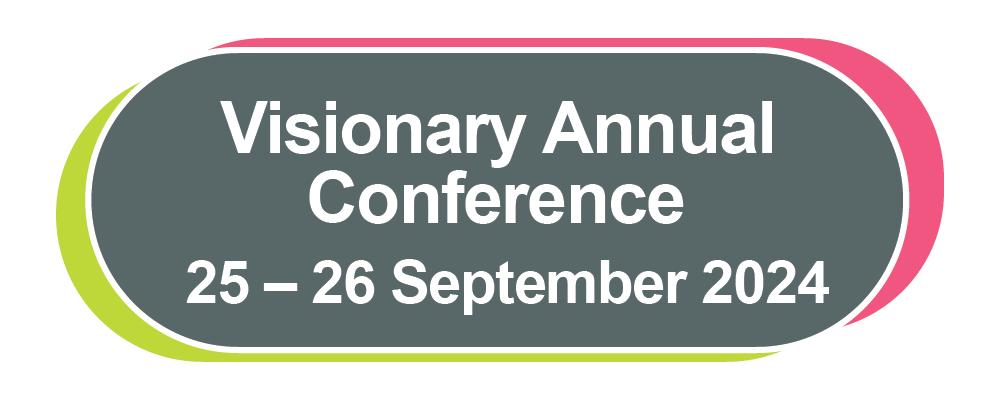 Visionary Annual
Conference
25 – 26 September 2024